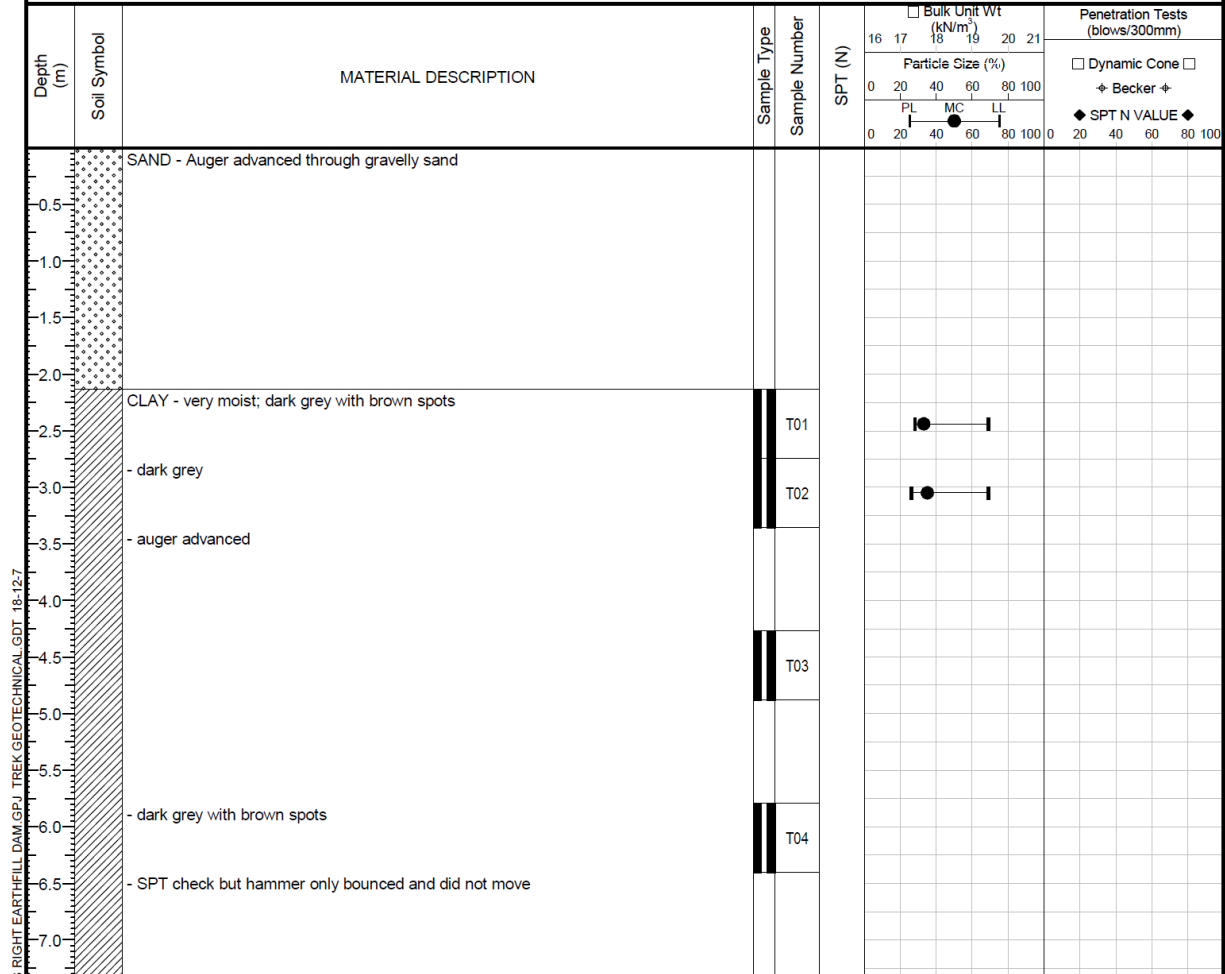 Depth
(m)
Soil Symbol
MATERIAL DESCRIPTION
Sample Type
Sample Number
SPT (N)
Bulk Unit Wt
(kN/m³)
16 17 18 19 20 21
Particle Size (%)
0 20 40 60 80 100
PL MC LL
0 20 40 60 80 100
Penetration Tests
(blows/300mm)
Dynamic Cone
Becker
SPT N VALUE
0 20 40 60 80 100
SAND - Auger advanced through gravelly sand
0.5
1.0
1.5
2.0
CLAY - very moist; dark grey with brown spots
T01
2.5
- dark grey
3.0
T02
- auger advanced
3.5
4.0
4.5
T03
5.0
5.5
- dark grey with brown spots
6.0
T04
6.5
- SPT check but hammer only bounced and did not move
7.0
RIGHT EARTHFILL DAM.GPJ TREK GEOTECHNICAL.GDT 18-12-7